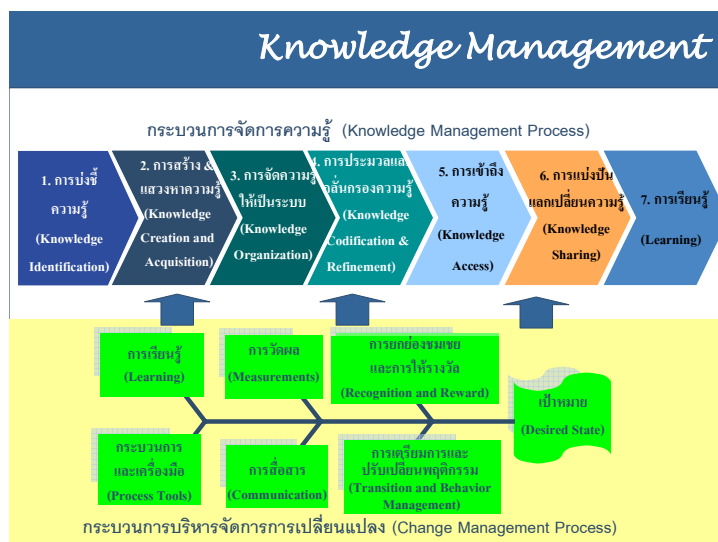 Knowledge Management
กระบวนการจัดการความรู้ (Knowledge Management Process)
1. การบ่งชี้
ความรู้
(Knowledge
Identification)
2. การสร้าง &
แสวงหาความรู้
(Knowledge
Creation and
Acquisition)
3. การจัดความรู้
ให้เป็นระบบ
(Knowledge
Organization)
4. การประมวลและ
กลั่นกรองความรู้
(Knowledge
Codification &
Refinement)
5. การเข้าถึง
ความรู้
(Knowledge
Access)
6. การแบ่งปัน
แลกเปลี่ยนความรู้
(Knowledge
Sharing)
7. การเรียนรู้
(Learning)
การเรียนรู้
(Learning)
การวัดผล
(Measurements)
การยกย่องชมเชย
และการให้รางวัล
(Recognition and Reward)
เป้าหมาย
(Desired State)
กระบวนการ
และเครื่องมือ
(Process Tools)
การสื่อสาร
(Communication)
การเตรียมการและ
ปรับเปลี่ยนพฤติกรรม
(Transition and Behavior
Management)
กระบวนการบริหารจัดการการเปลี่ยนแปลง (Change Management Process)